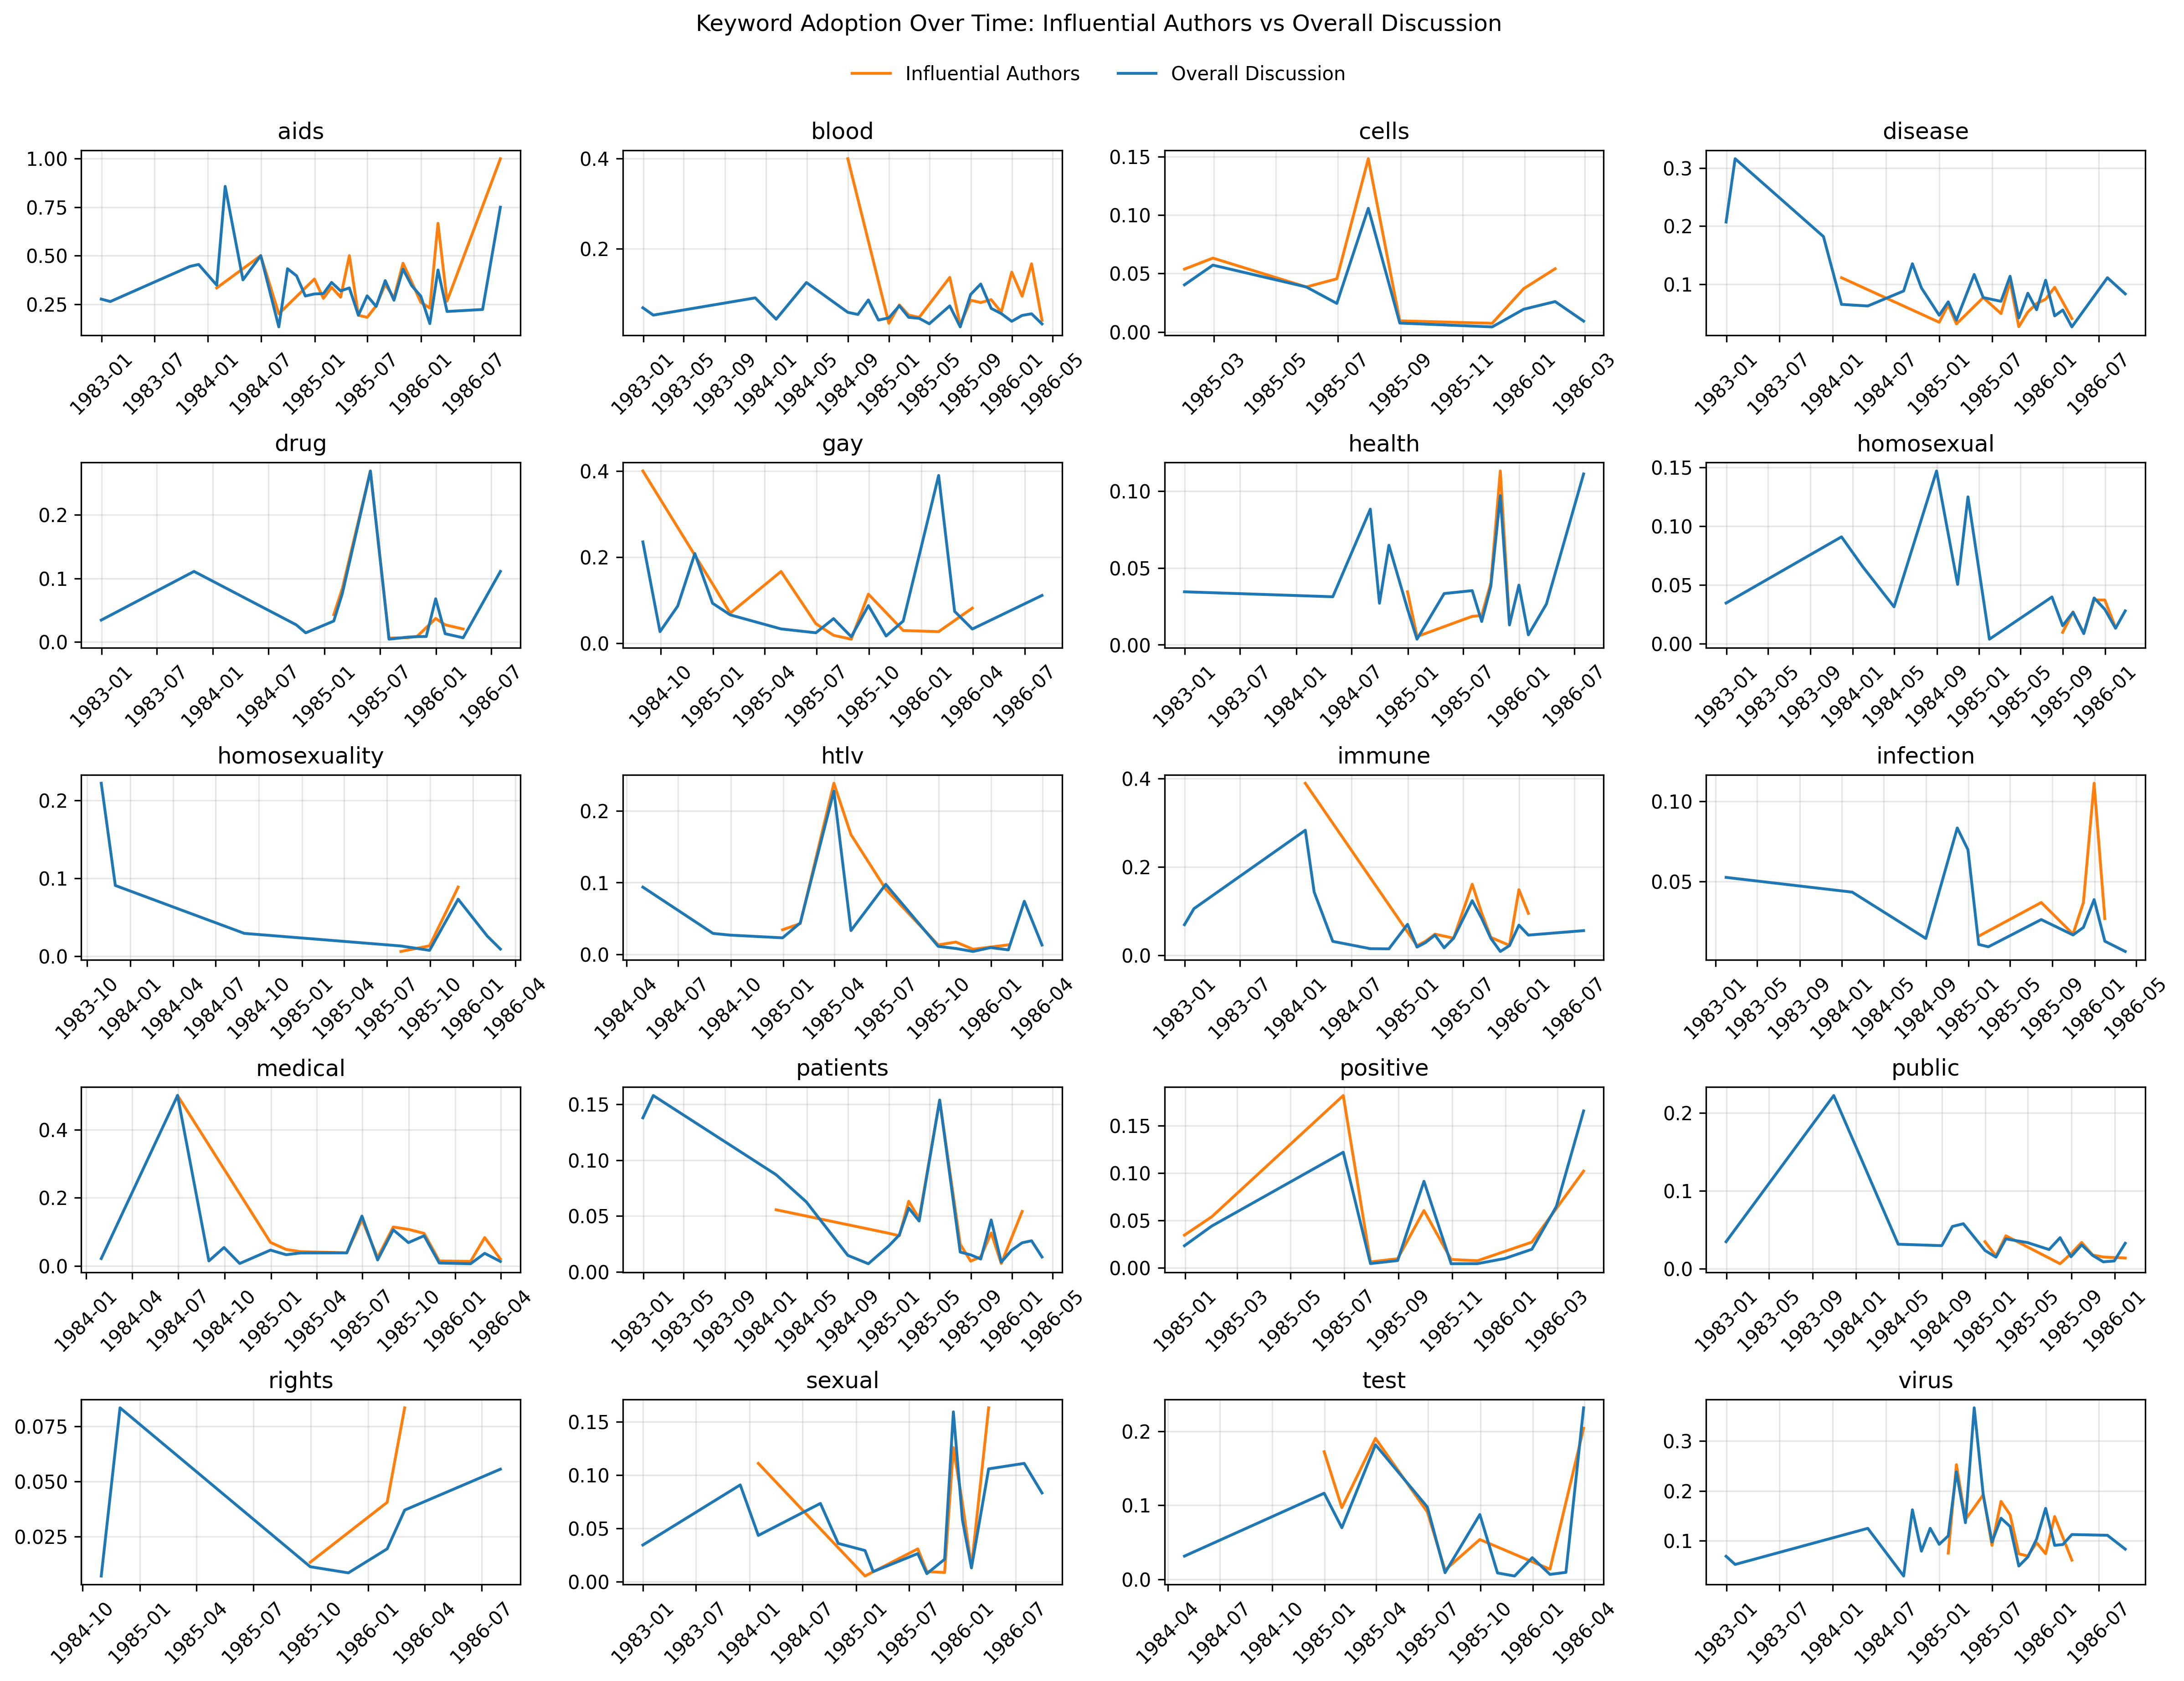 Keyword Adoption Over Time: Influential Authors vs Overall Discussion
Influential Authors Overall Discussion
aids
1.00
0.75
0.50
0.25
1983-01 1983-07 1984-01 1984-07 1985-01 1985-07 1986-01 1986-07
blood
0.4
0.2
1983-01 1983-05 1983-09 1984-01 1984-05 1984-09 1985-01 1985-05 1985-09 1986-01 1986-05
cells
0.15
0.10
0.05
0.00
1985-03 1985-05 1985-07 1985-09 1985-11 1986-01 1986-03
disease
0.3
0.2
0.1
1983-01 1983-07 1984-01 1984-07 1985-01 1985-07 1986-01 1986-07
drug
0.2
0.1
0.0
1983-01 1983-07 1984-01 1984-07 1985-01 1985-07 1986-01 1986-07
gay
0.4
0.2
0.0
1984-10 1985-01 1985-04 1985-07 1985-10 1986-01 1986-04 1986-07
health
0.10
0.05
0.00
1983-01 1983-07 1984-01 1984-07 1985-01 1985-07 1986-01 1986-07
homosexual
0.15
0.10
0.05
0.00
1983-01 1983-05 1983-09 1984-01 1984-05 1984-09 1985-01 1985-05 1985-09 1986-01
homosexuality
0.2
0.1
0.0
1983-10 1984-01 1984-04 1984-07 1984-10 1985-01 1985-04 1985-07 1985-10 1986-01 1986-04
htlv
0.2
0.1
0.0
1984-04 1984-07 1984-10 1985-01 1985-04 1985-07 1985-10 1986-01 1986-04
immune
0.4
0.2
0.0
1983-01 1983-07 1984-01 1984-07 1985-01 1985-07 1986-01 1986-07
infection
0.10
0.05
1983-01 1983-05 1983-09 1984-01 1984-05 1984-09 1985-01 1985-05 1985-09 1986-01 1986-05
medical
0.4
0.2
0.0
1984-01 1984-04 1984-07 1984-10 1985-01 1985-04 1985-07 1985-10 1986-01 1986-04
patients
0.15
0.10
0.05
0.00
1983-01 1983-05 1983-09 1984-01 1984-05 1984-09 1985-01 1985-05 1985-09 1986-01 1986-05
positive
0.15
0.10
0.05
0.00
1985-01 1985-03 1985-05 1985-07 1985-09 1985-11 1986-01 1986-03
public
0.2
0.1
0.0
1983-01 1983-05 1983-09 1984-01 1984-05 1984-09 1985-01 1985-05 1985-09 1986-01
rights
0.075
0.050
0.025
1984-10 1985-01 1985-04 1985-07 1985-10 1986-01 1986-04 1986-07
sexual
0.15
0.10
0.05
0.00
1983-01 1983-07 1984-01 1984-07 1985-01 1985-07 1986-01 1986-07
test
0.2
0.1
0.0
1984-04 1984-07 1984-10 1985-01 1985-04 1985-07 1985-10 1986-01 1986-04
virus
0.3
0.2
0.1
1983-01 1983-07 1984-01 1984-07 1985-01 1985-07 1986-01 1986-07